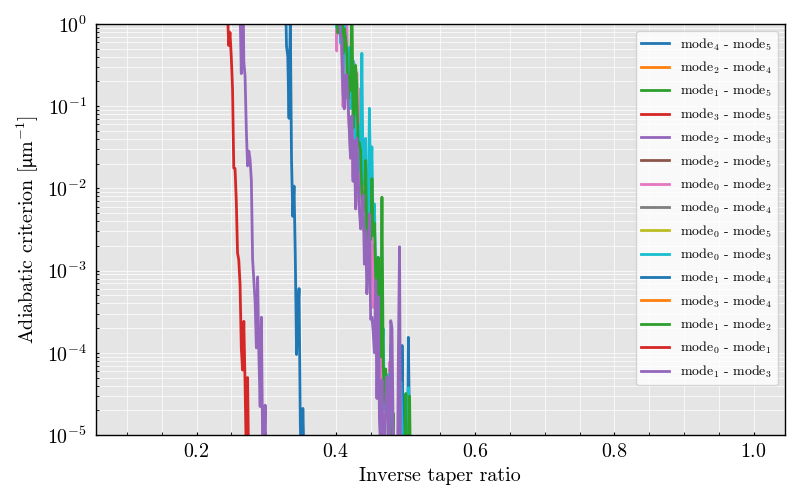 10⁰
10⁻¹
10⁻²
10⁻³
10⁻⁴
10⁻⁵
Adiabatic criterion [µm⁻¹]
mode₄ - mode₅
mode₂ - mode₄
mode₁ - mode₅
mode₃ - mode₅
mode₂ - mode₃
mode₂ - mode₅
mode₀ - mode₂
mode₀ - mode₄
mode₀ - mode₅
mode₀ - mode₃
mode₁ - mode₄
mode₃ - mode₄
mode₁ - mode₂
mode₀ - mode₁
mode₁ - mode₃
0.2 0.4 0.6 0.8 1.0
Inverse taper ratio